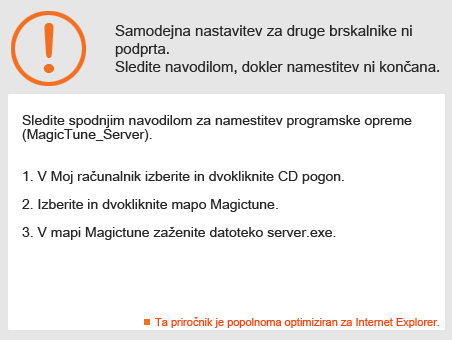 Samodejna nastavitev za druge brskalnike ni
podprta.
Sledite navodilom, dokler namestitev ni končana.
Sledite spodnjim navodilom za namestitev programske opreme
(MagicTune_Server).
1. V Moj računalnik izberite in dvokliknite CD pogon.
2. Izberite in dvokliknite mapo Magictune.
3. V mapi Magictune zaženite datoteko server.exe.
Ta priročnik je popolnoma optimiziran za Internet Explorer.